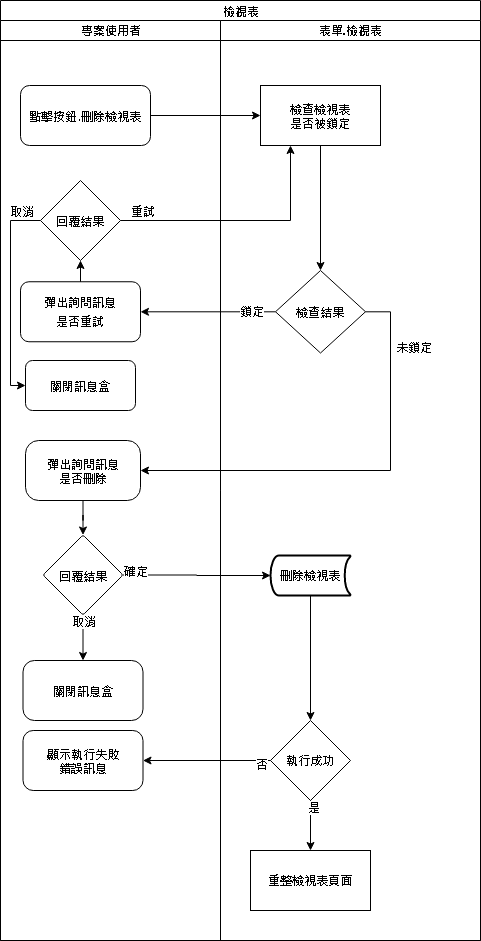 檢視表
專案使用者
表單.檢視表
點擊按鈕.刪除檢視表
檢查檢視表
是否被鎖定
取消
回覆結果
重試
彈出詢問訊息
是否重試
鎖定
檢查結果
未鎖定
關閉訊息盒
彈出詢問訊息
是否刪除
回覆結果
確定
刪除檢視表
取消
關閉訊息盒
顯示執行失敗
錯誤訊息
否
執行成功
是
重整檢視表頁面